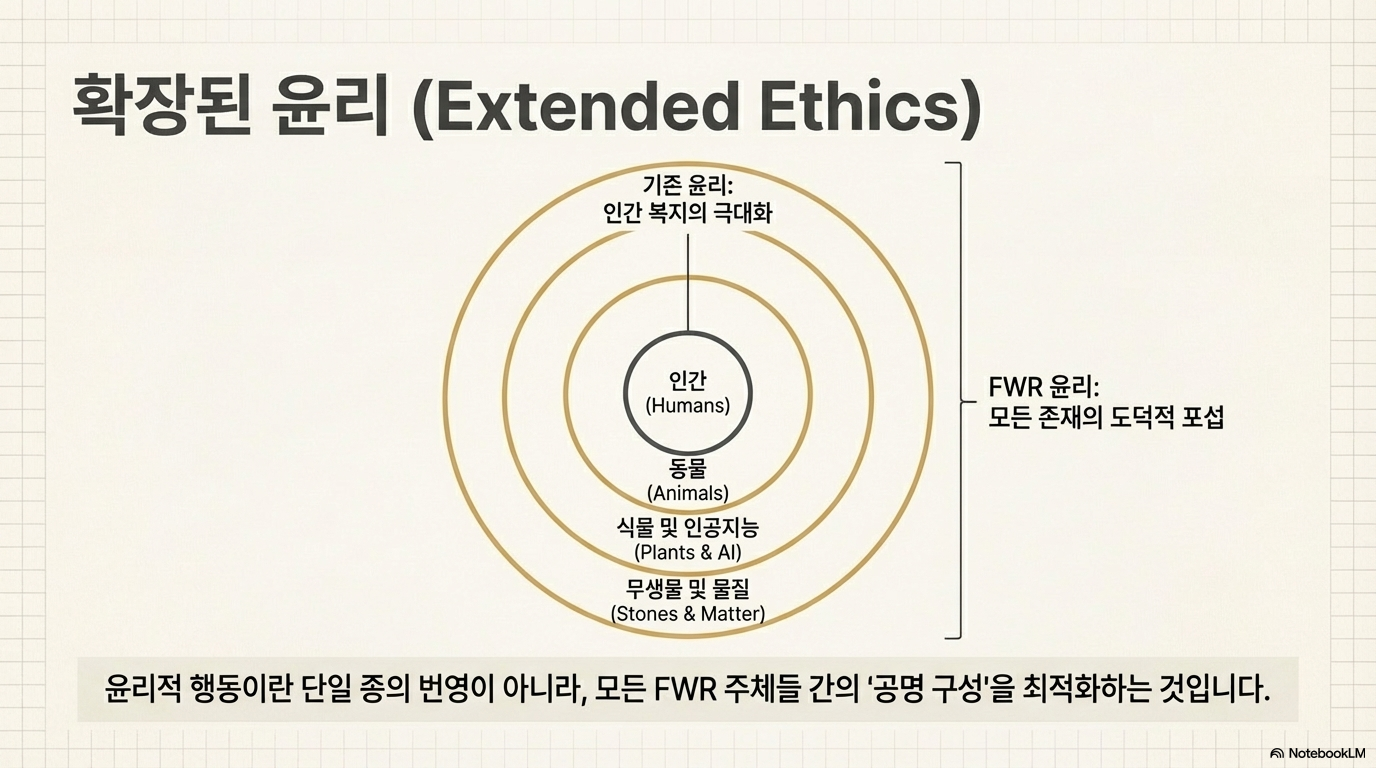 확장된 윤리 (Extended Ethics)
기존 윤리:
인간 복지의 극대화
인간
(Humans)
동물
(Animals)
식물 및 인공지능
(Plants & AI)
무생물 및 물질
(Stones & Matter)
FWR 윤리:
모든 존재의 도덕적 포섭
윤리적 행동이란 단일 종의 번영이 아니라, 모든 FWR 주체들 간의 '공명 구성'을 최적화하는 것입니다.
NotebookLM